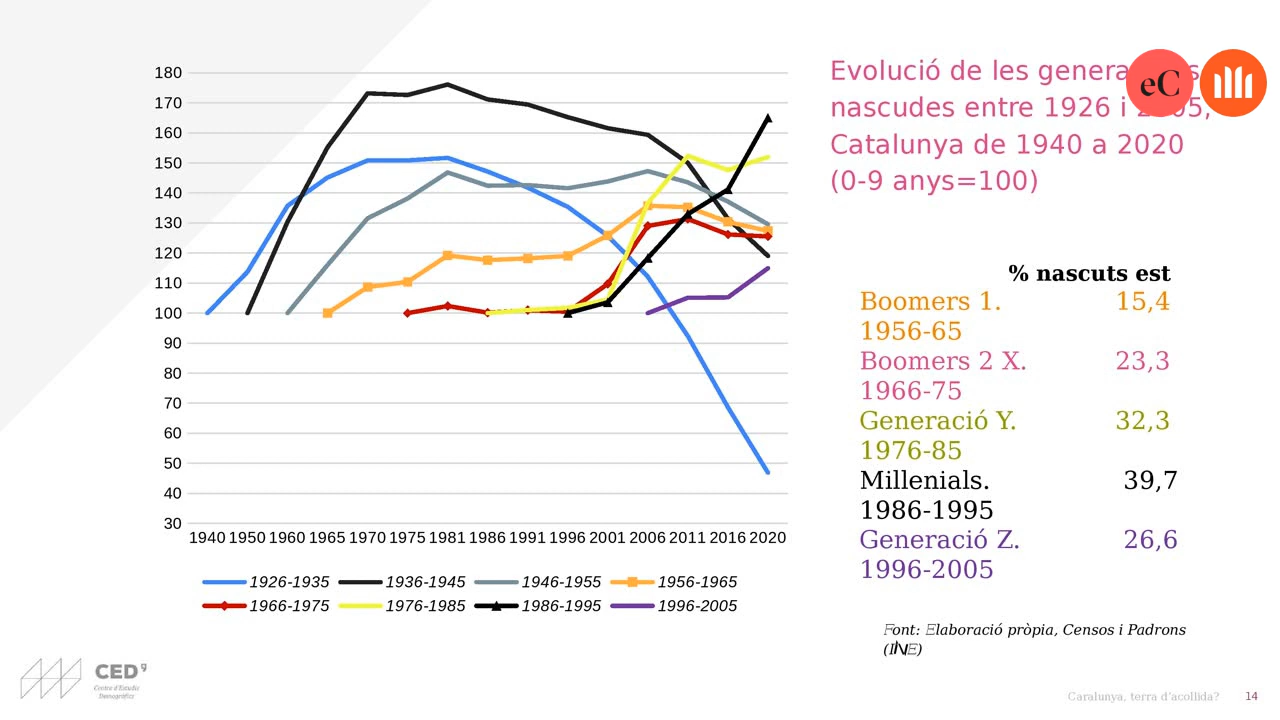 Evolució de les
nascudes entre 1926 i
Catalunya de 1940 a 2020
(0-9 anys=100)
eC
180
170
160
150
140
130
120
110
100
90
80
70
60
50
40
30
1940 1950 1960 1965 1970 1975 1981 1986 1991 1996 2001 2006 2011 2016 2020
1926-1935 1936-1945 1946-1955 1956-1965
1966-1975 1976-1985 1986-1995 1996-2005
% nascuts est
Boomers 1. 15,4
1956-65
Boomers 2 X. 23,3
1966-75
Generació Y. 32,3
1976-85
Millenials. 39,7
1986-1995
Generació Z. 26,6
1996-2005
Font: Elaboració pròpia, Censos i Padrons
(INE)
CED
Centre d'Estudis
Demogràfics
Caralunya, terra d'acollida? 14